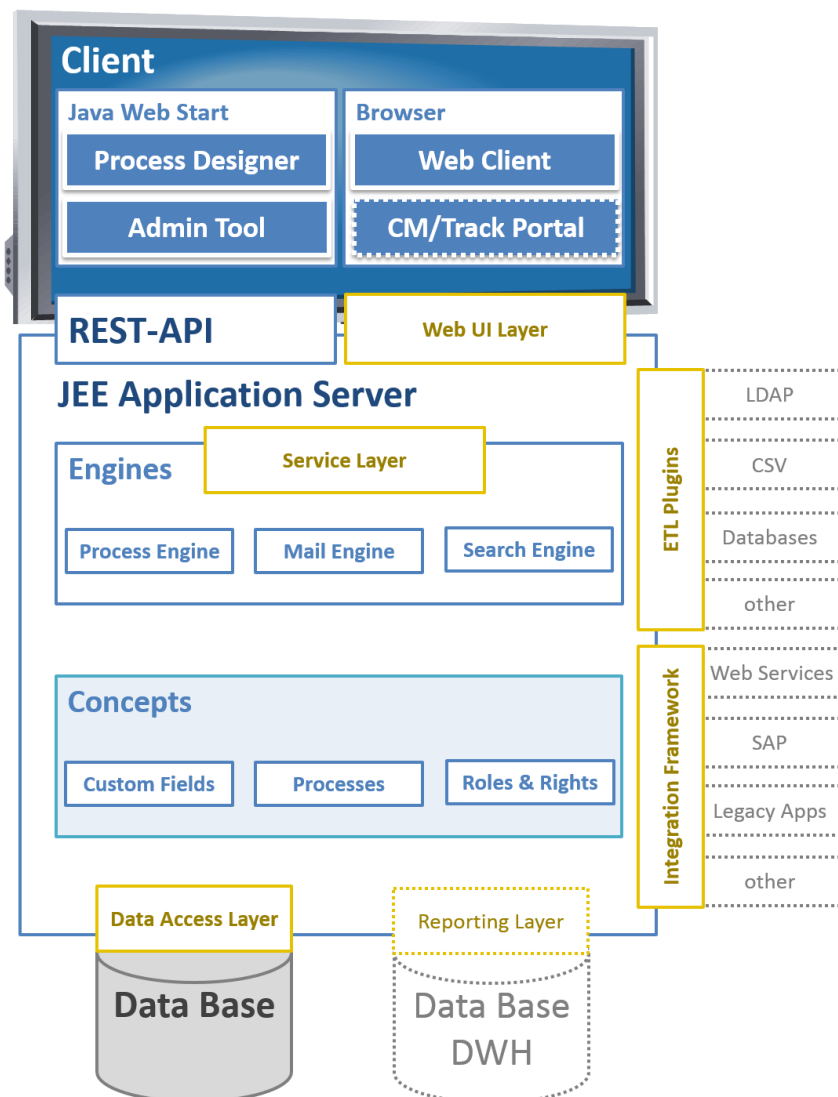 Client
Java Web Start
Browser
Process Designer
Web Client
Admin Tool
CM/Track Portal
REST-API
Web UI Layer
JEE Application Server
Engines
Service Layer
Process Engine
Mail Engine
Search Engine
Concepts
Custom Fields
Processes
Roles & Rights
ETL Plugins
LDAP
CSV
Databases
other
Integration Framework
Web Services
SAP
Legacy Apps
other
Data Access Layer
Reporting Layer
Data Base
Data Base
DWH